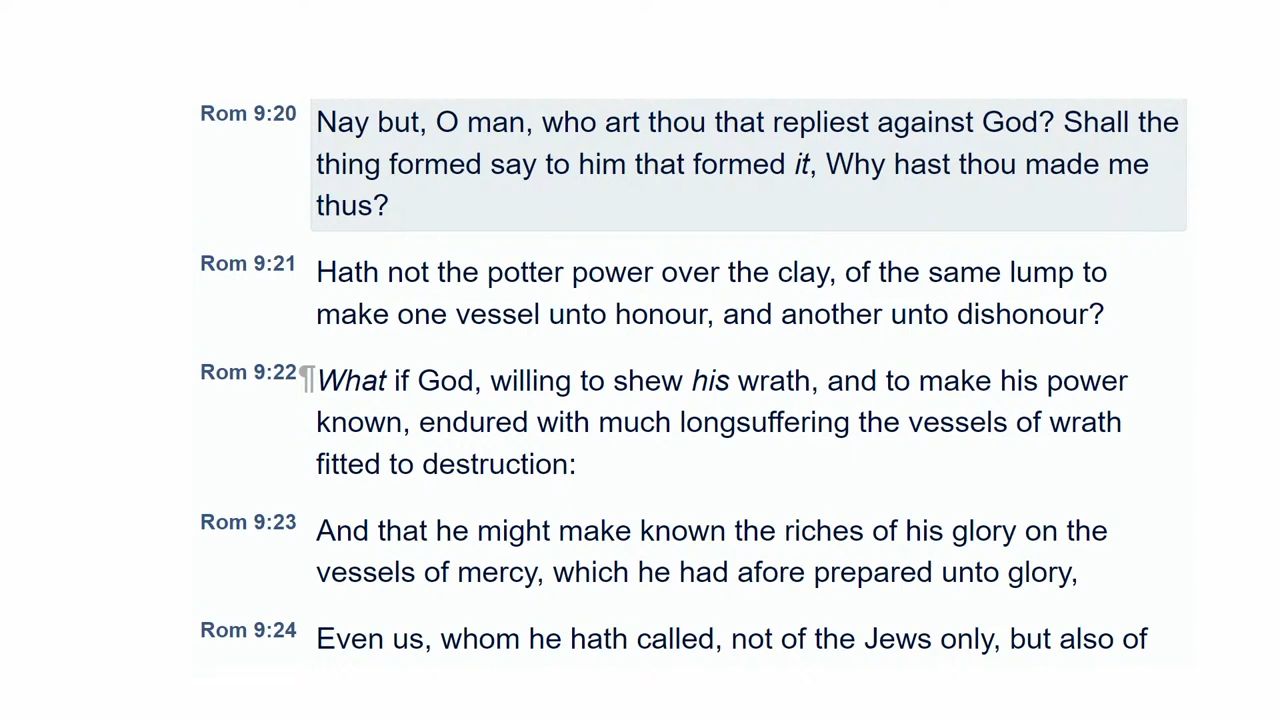 Rom 9:20 Nay but, O man, who art thou that repliest against God? Shall the
thing formed say to him that formed it, Why hast thou made me
thus?
Rom 9:21 Hath not the potter power over the clay, of the same lump to
make one vessel unto honour, and another unto dishonour?
Rom 9:22 ¶What if God, willing to shew his wrath, and to make his power
known, endured with much longsuffering the vessels of wrath
fitted to destruction:
Rom 9:23 And that he might make known the riches of his glory on the
vessels of mercy, which he had afore prepared unto glory,
Rom 9:24 Even us, whom he hath called, not of the Jews only, but also of